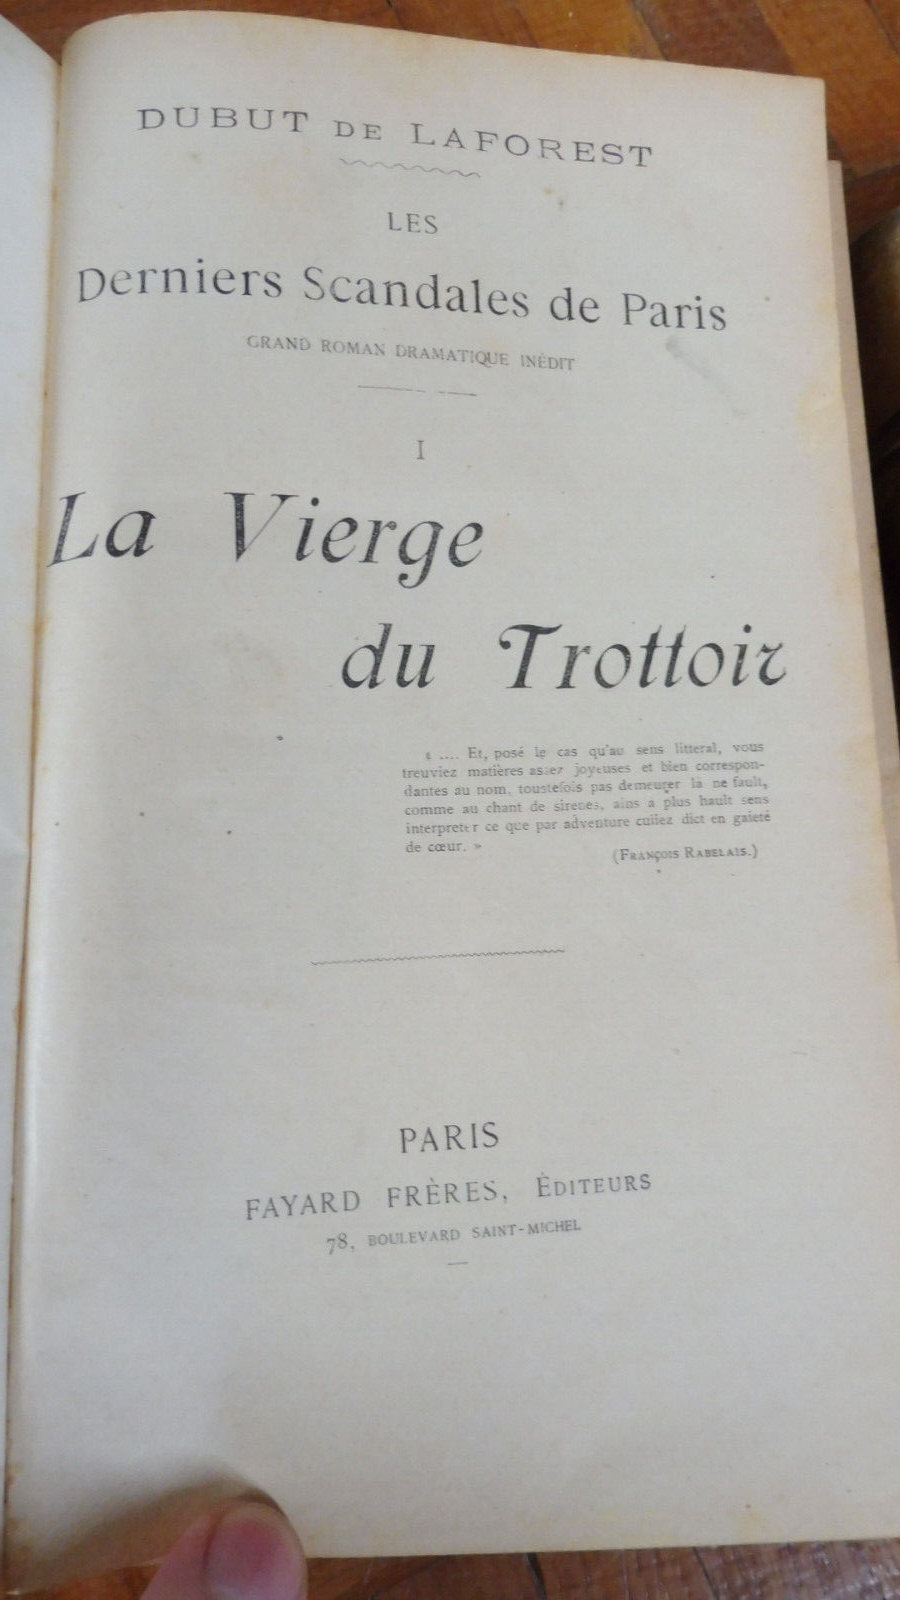 DUBUT DE LAFOREST
LES
Derniers Scandales de Paris
GRAND ROMAN DRAMATIQUE INÉDIT
I
La Vierge
du Trottoir
« .... Et, posé le cas qu'au sens litteral, vous
treuviez matières assez joyeuses et bien correspon-
dantes au nom, toustefois pas demeurer là ne fault,
comme au chant de sirenes, ains a plus hault sens
interpreter ce que par adventure cuiiez dict en gaieté
de cœur. »
(FRANÇOIS RABELAIS.)
PARIS
FAYARD FRÈRES, ÉDITEURS
78, BOULEVARD SAINT-MICHEL